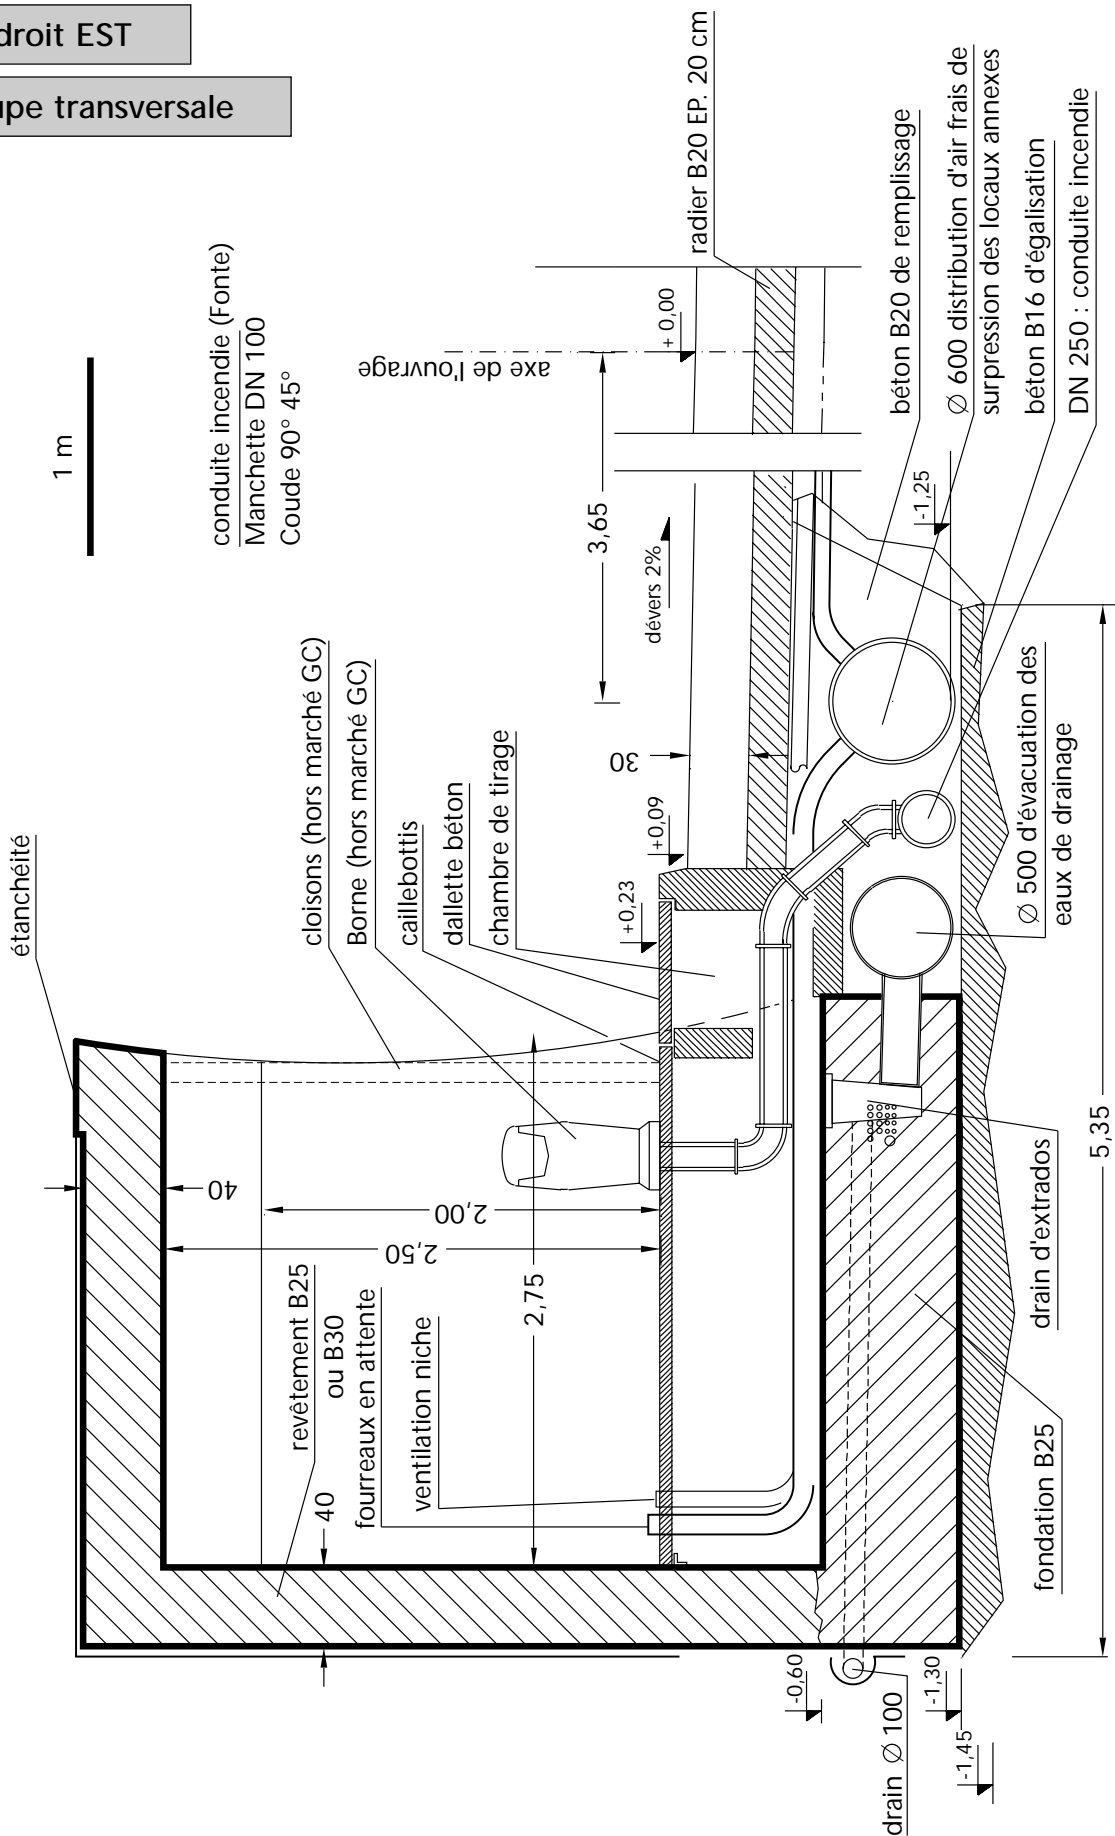 droit EST
upe transversale
1 m
conduite incendie (Fonte)
Manchette DN 100
Coude 90° 45°
étanchéité
cloisons (hors marché GC)
Borne (hors marché GC)
caillebottis
dallette béton
chambre de tirage
axe de l'ouvrage
+ 0,00
radier B20 EP. 20 cm
3,65
dévers 2%
30
+0,09
+0,23
béton B20 de remplissage
Ø 600 distribution d'air frais de
surpression des locaux annexes
béton B16 d'égalisation
DN 250 : conduite incendie
-1,25
Ø 500 d'évacuation des
eaux de drainage
5,35
drain d'extrados
fondation B25
40
2,00
2,50
2,75
revêtement B25
ou B30
fourreaux en attente
ventilation niche
40
-0,60
-1,30
-1,45
drain Ø 100